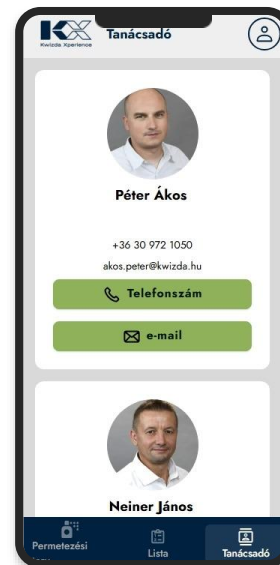 KX
Kwizda Xperience
Tanácsadó
Péter Ákos
+36 30 972 1050
akos.peter@kwizda.hu
Telefonszám
e-mail
Neiner János
Permetezési
Lista
Tanácsadó